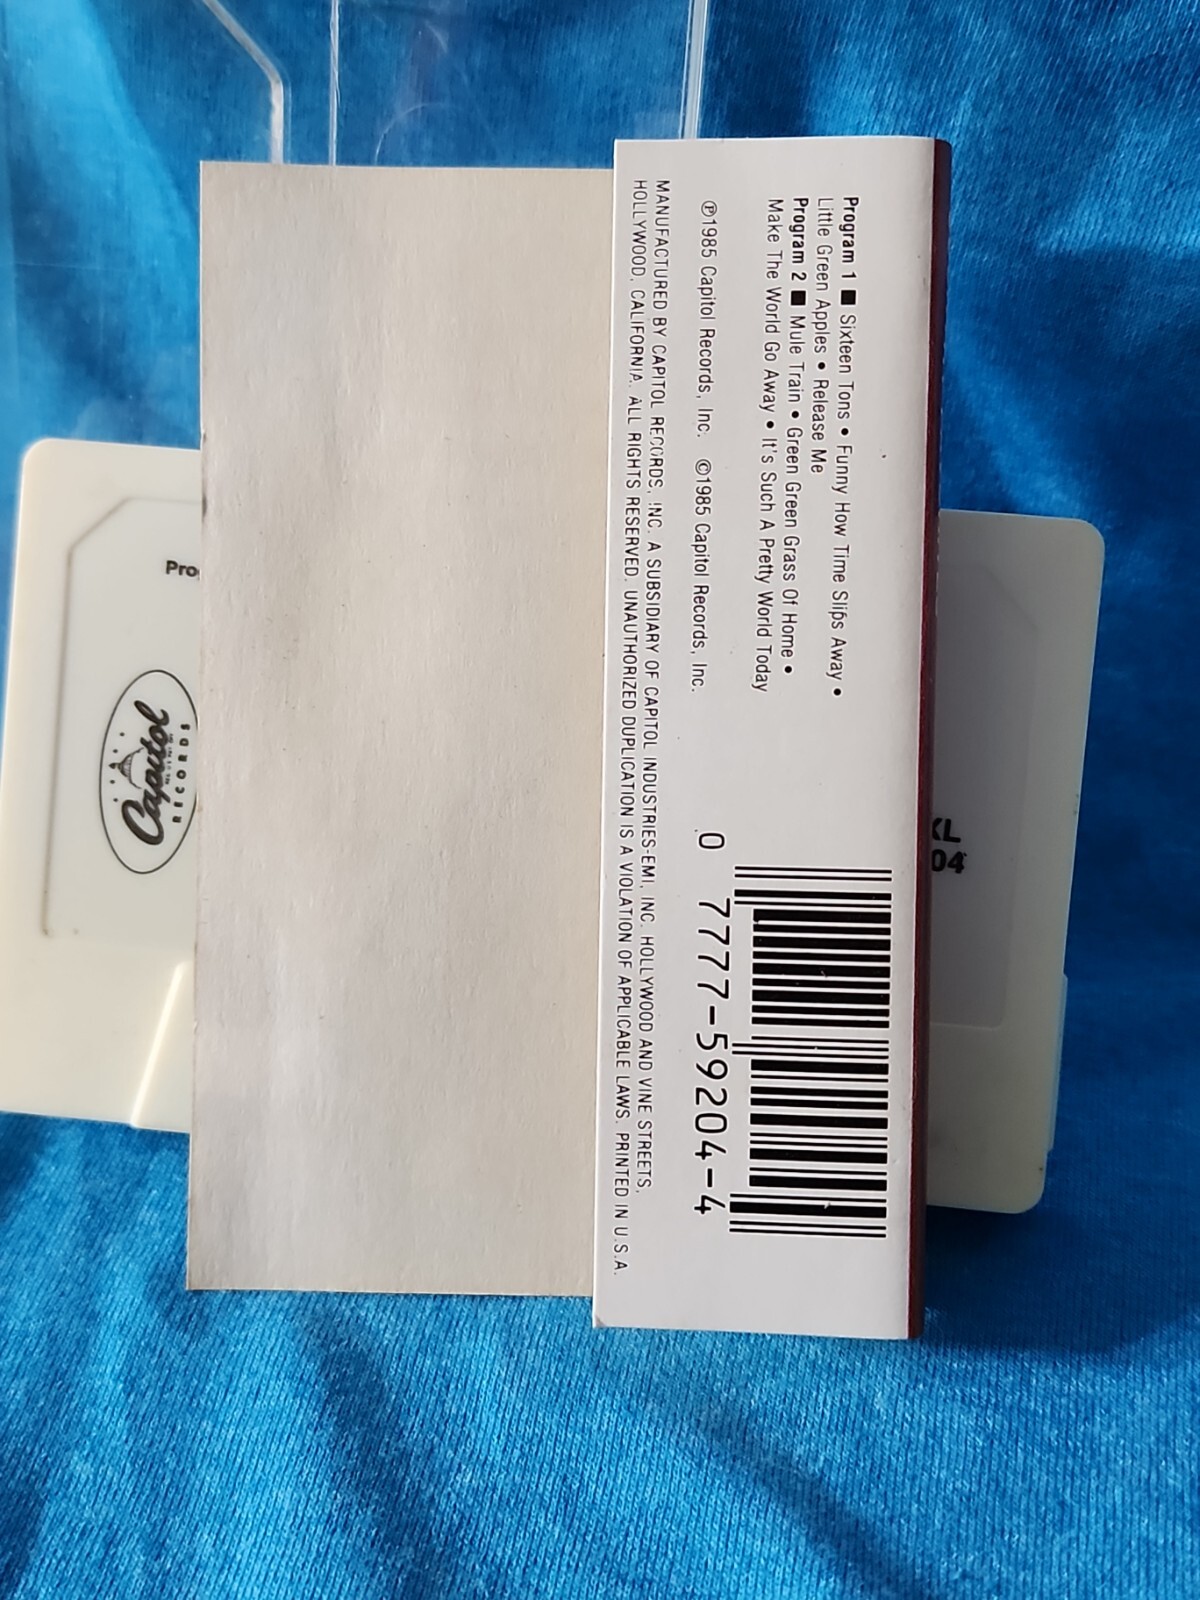 Program 1 ■ Sixteen Tons • Funny How Time Slips Away •
Little Green Apples • Release Me
Program 2 ■ Mule Train • Green Green Grass Of Home •
Make The World Go Away • It's Such A Pretty World Today
℗1985 Capitol Records, Inc. ©1985 Capitol Records, Inc.
MANUFACTURED BY CAPITOL RECORDS, INC. A SUBSIDIARY OF CAPITOL INDUSTRIES-EMI, INC. HOLLYWOOD AND VINE STREETS,
HOLLYWOOD, CALIFORNIA. ALL RIGHTS RESERVED. UNAUTHORIZED DUPLICATION IS A VIOLATION OF APPLICABLE LAWS. PRINTED IN U.S.A.
0 7777-59204-4
Pro
Capitol
RECORDS
XL
04